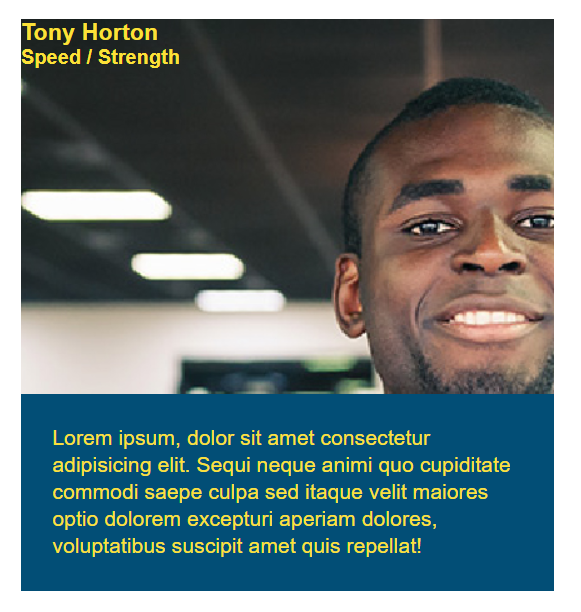 Tony Horton
Speed / Strength
Lorem ipsum, dolor sit amet consectetur
adipisicing elit. Sequi neque animi quo cupiditate
commodi saepe culpa sed itaque velit maiores
optio dolorem excepturi aperiam dolores,
voluptatibus suscipit amet quis repellat!